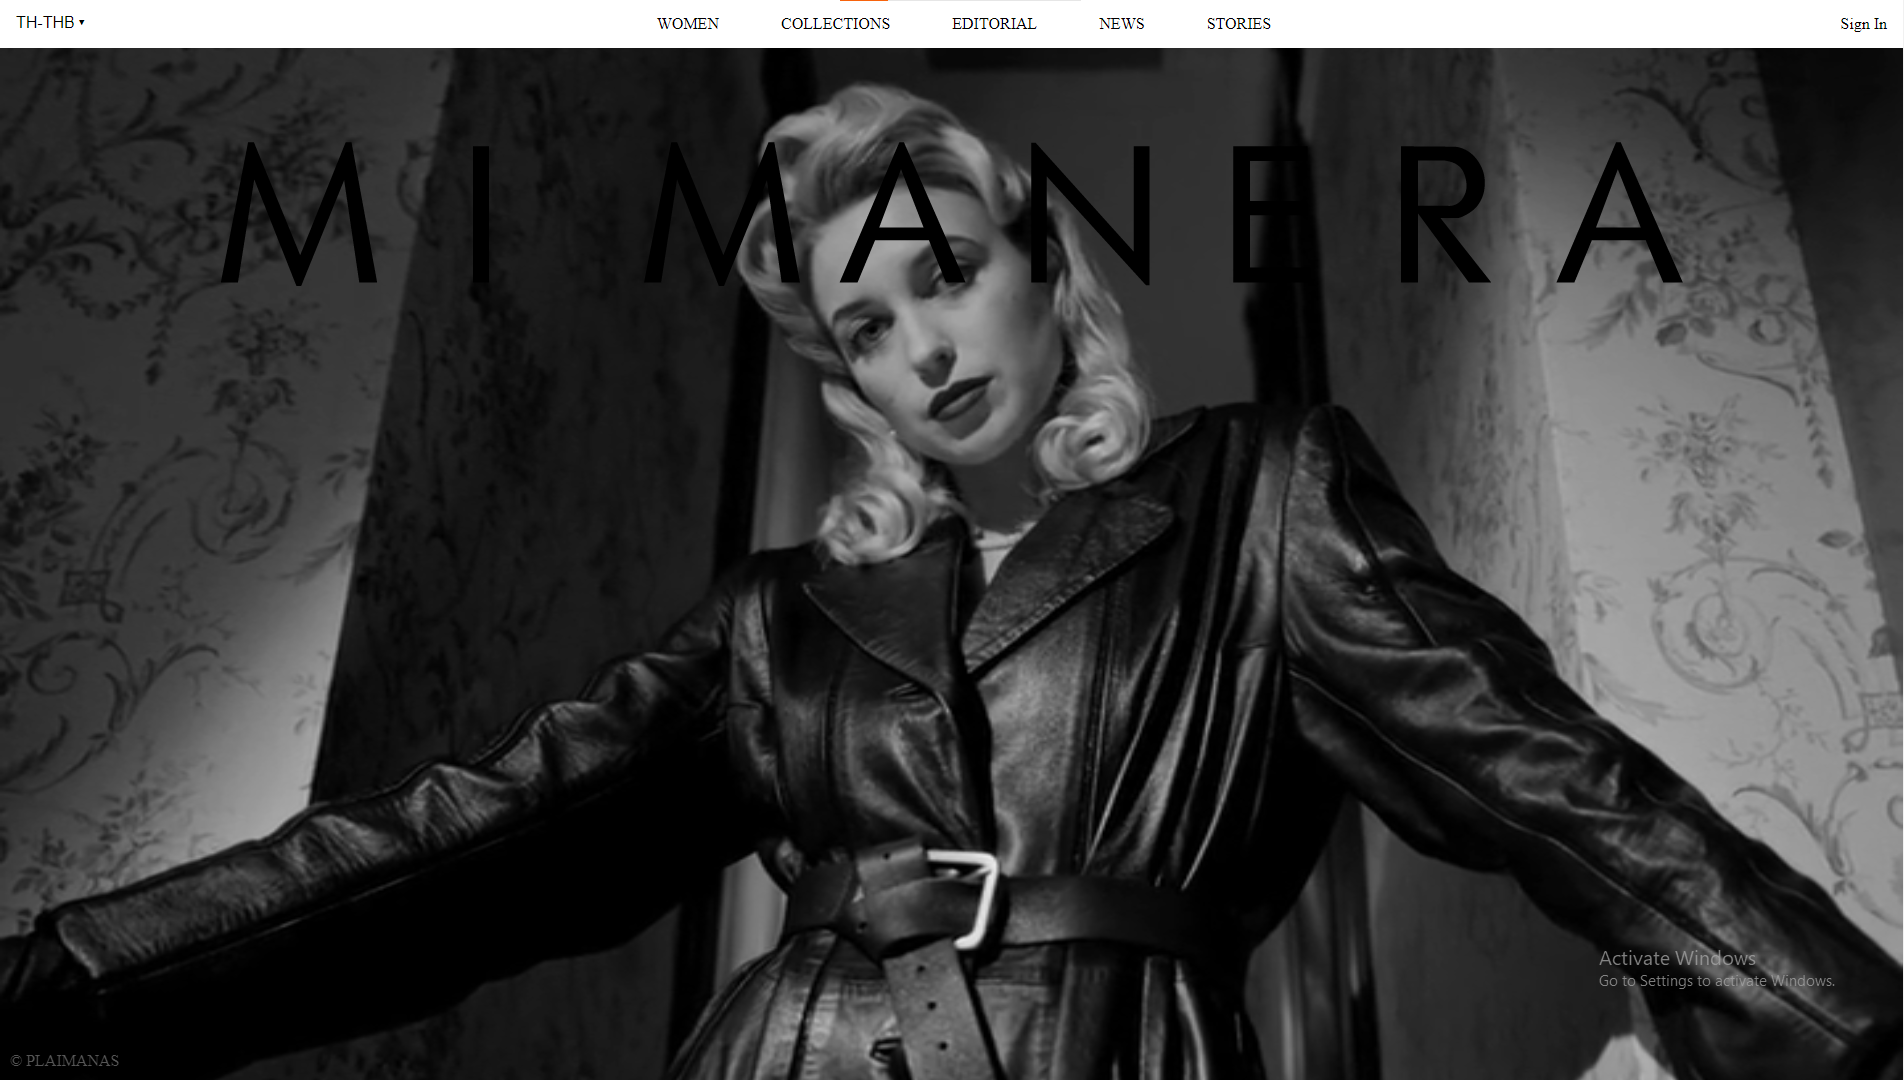 TH-THB ▾
WOMEN COLLECTIONS EDITORIAL NEWS STORIES
Sign In
MI MANERA
Activate Windows
Go to Settings to activate Windows.
© PLAIMANAS